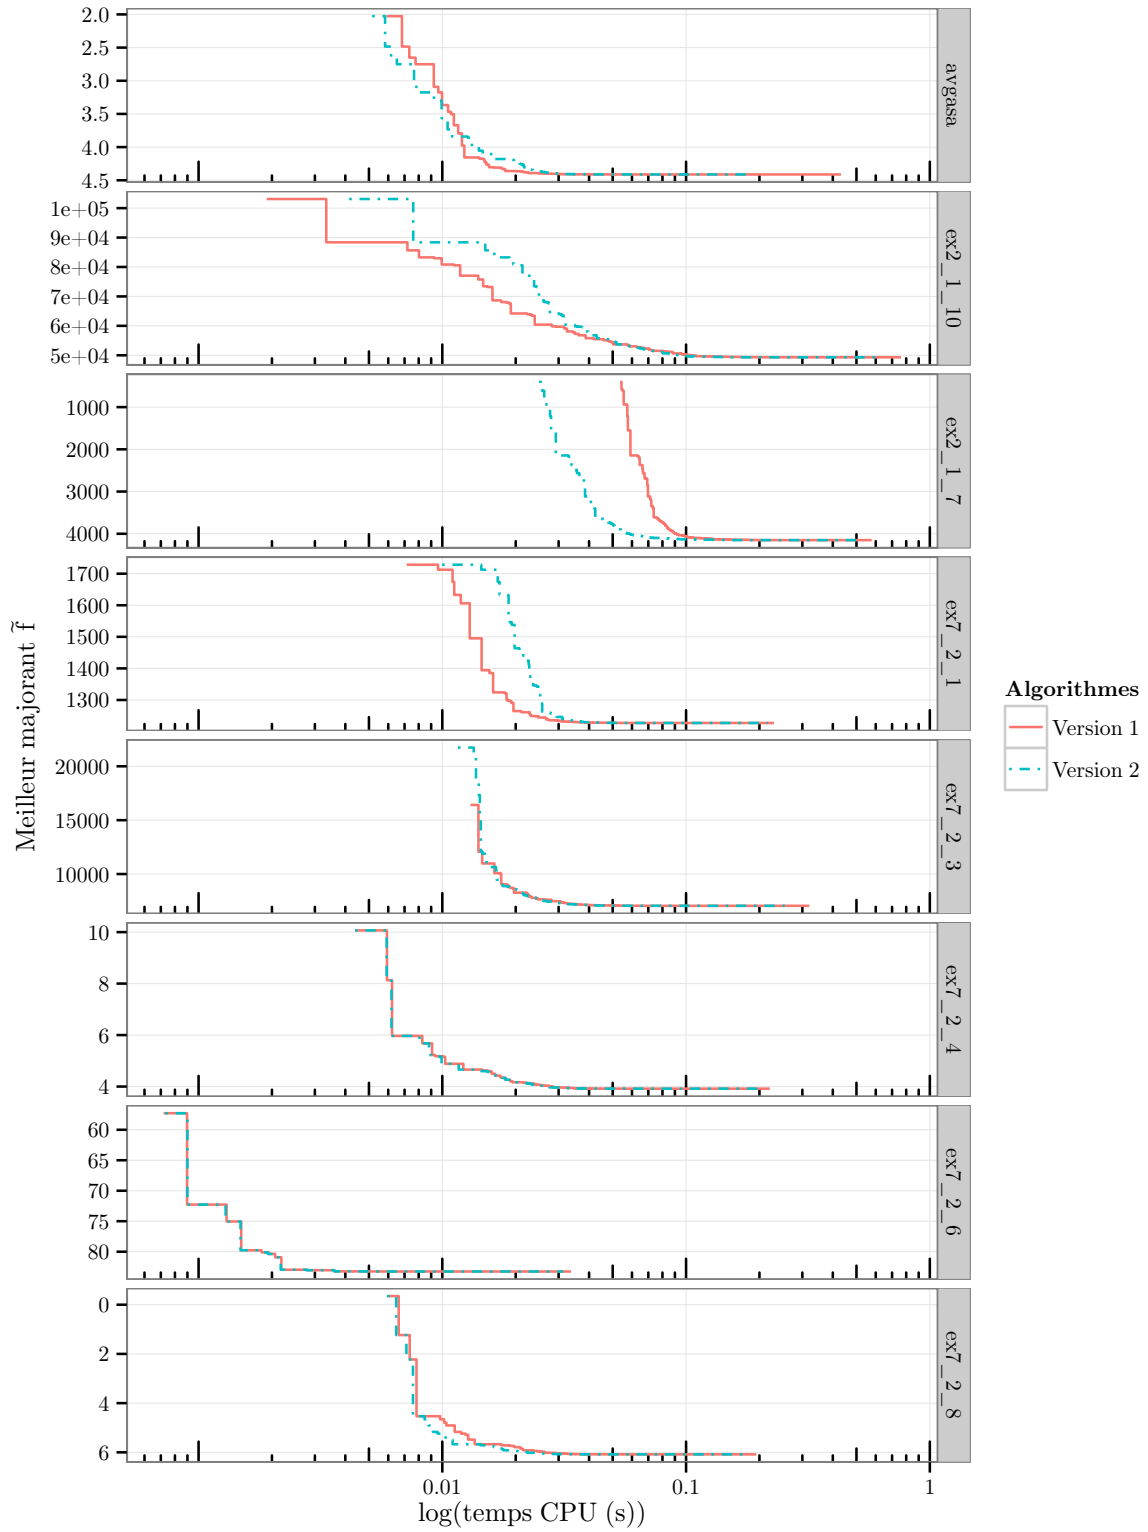 Meilleur majorant f̃
2.0
2.5
3.0
3.5
4.0
4.5
avgasa
1e+05
9e+04
8e+04
7e+04
6e+04
5e+04
ex2_1_10
1000
2000
3000
4000
ex2_1_7
1700
1600
1500
1400
1300
ex7_2_1
20000
15000
10000
ex7_2_3
10
8
6
4
ex7_2_4
60
65
70
75
80
ex7_2_6
0
2
4
6
ex7_2_8
0.01
0.1
1
log(temps CPU (s))
Algorithmes
Version 1
Version 2